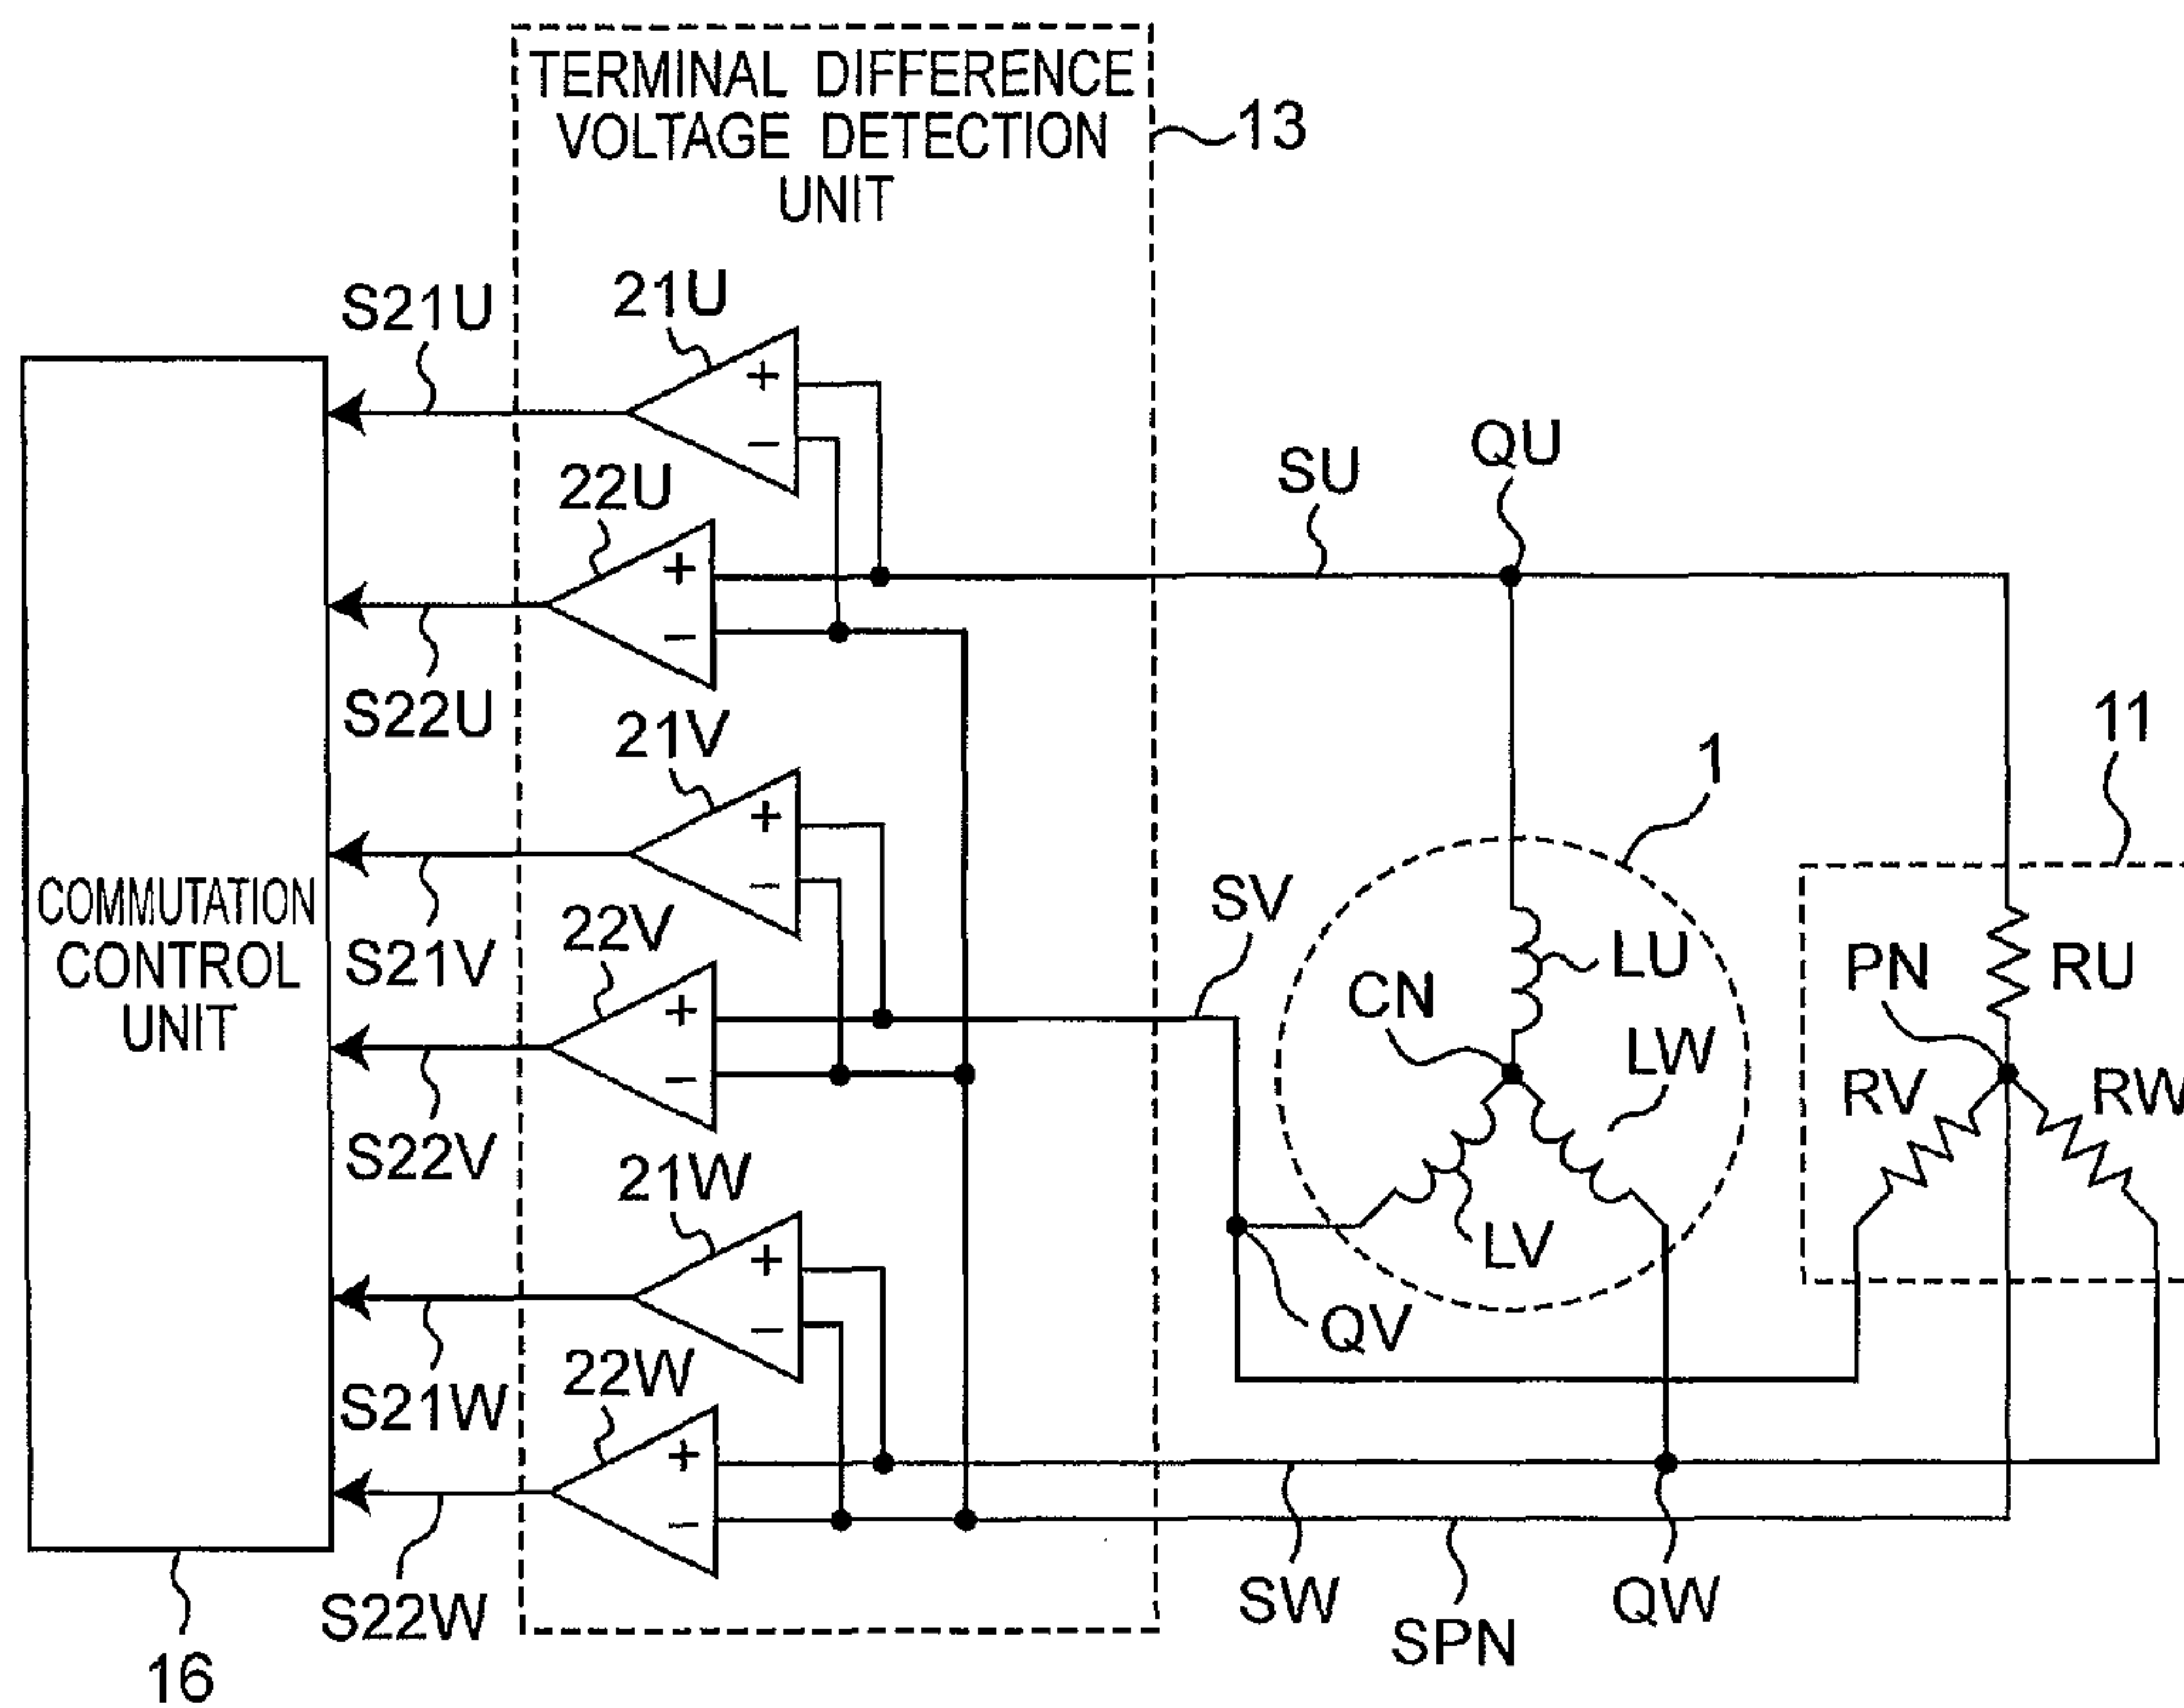 TERMINAL DIFFERENCE
VOLTAGE DETECTION
UNIT
13
S21U
21U
22U
SU
QU
S22U
21V
11
1
COMMUTATION
CONTROL
UNIT
S21V
22V
SV
CN
LU
PN
RU
LW
S22V
RV
RW
21W
LV
QV
22W
S21W
SW
QW
S22W
SPN
16
+
−
+
−
+
−
+
−
+
−
+
−